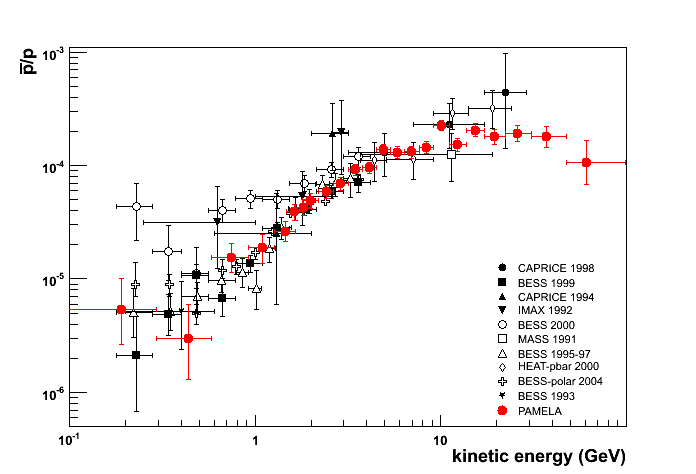 p̅/p
10⁻³
10⁻⁴
10⁻⁵
10⁻⁶
CAPRICE 1998
BESS 1999
CAPRICE 1994
IMAX 1992
BESS 2000
MASS 1991
BESS 1995-97
HEAT-pbar 2000
BESS-polar 2004
BESS 1993
PAMELA
10⁻¹ 1 10
kinetic energy (GeV)